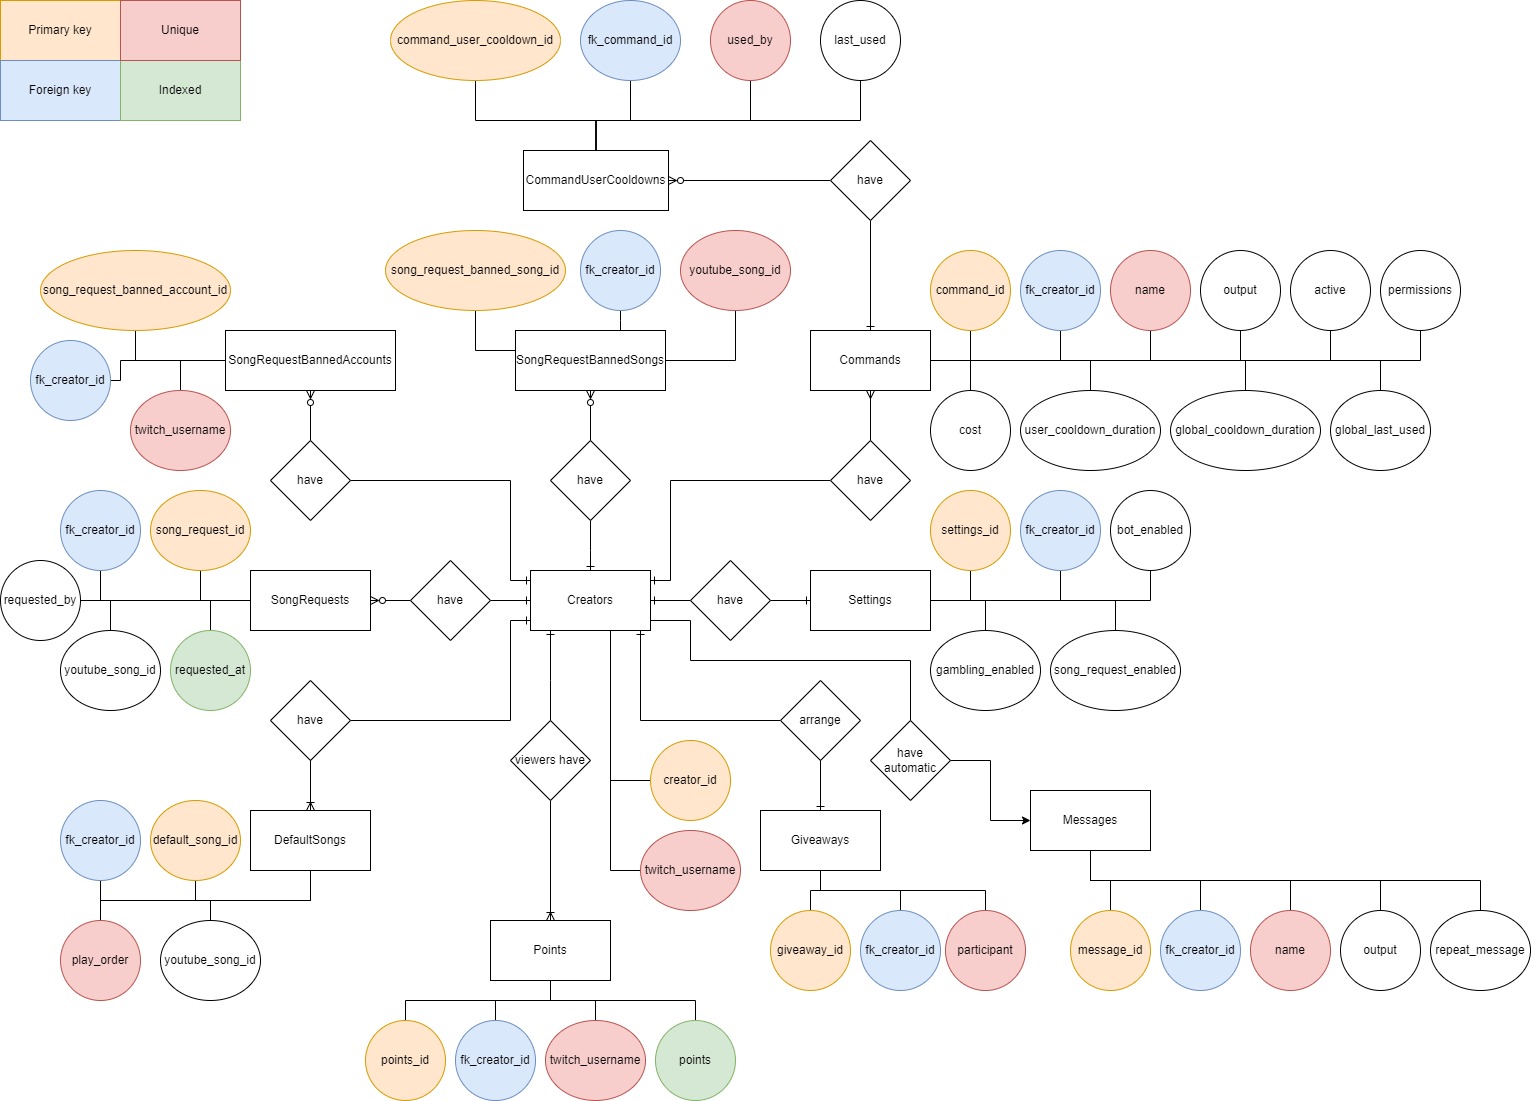 Primary key
Unique
Foreign key
Indexed
command_user_cooldown_id
fk_command_id
used_by
last_used
CommandUserCooldowns
have
song_request_banned_account_id
song_request_banned_song_id
fk_creator_id
youtube_song_id
command_id
fk_creator_id
name
output
active
permissions
fk_creator_id
SongRequestBannedAccounts
SongRequestBannedSongs
Commands
twitch_username
cost
user_cooldown_duration
global_cooldown_duration
global_last_used
have
have
have
fk_creator_id
song_request_id
settings_id
fk_creator_id
bot_enabled
requested_by
SongRequests
have
Creators
have
Settings
youtube_song_id
requested_at
gambling_enabled
song_request_enabled
have
viewers have
arrange
have
automatic
creator_id
fk_creator_id
default_song_id
DefaultSongs
twitch_username
Giveaways
Messages
play_order
youtube_song_id
Points
giveaway_id
fk_creator_id
participant
message_id
fk_creator_id
name
output
repeat_message
points_id
fk_creator_id
twitch_username
points